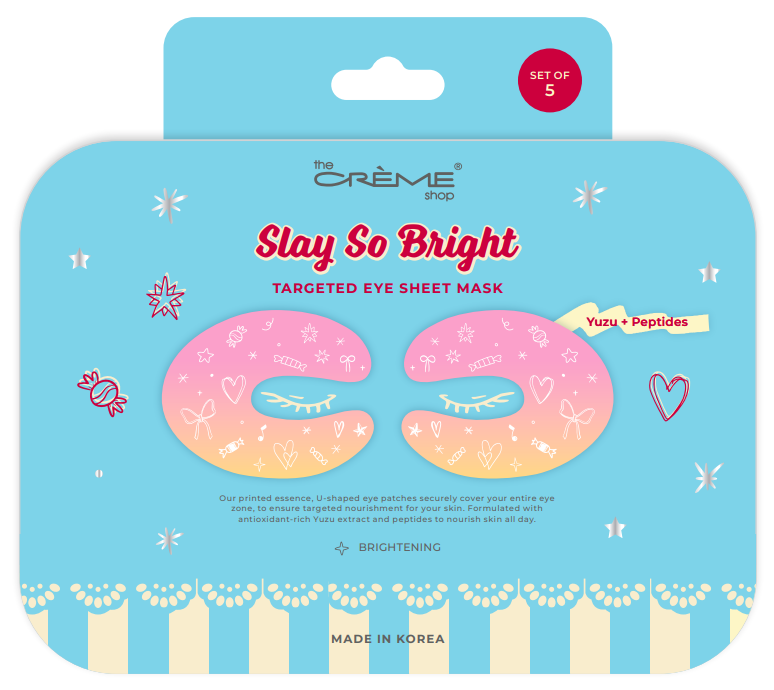 SET OF
5
the
CRÈME®
shop
Slay So Bright
TARGETED EYE SHEET MASK
Yuzu + Peptides
Our printed essence, U-shaped eye patches securely cover your entire eye
zone, to ensure targeted nourishment for your skin. Formulated with
antioxidant-rich Yuzu extract and peptides to nourish skin all day.
BRIGHTENING
MADE IN KOREA